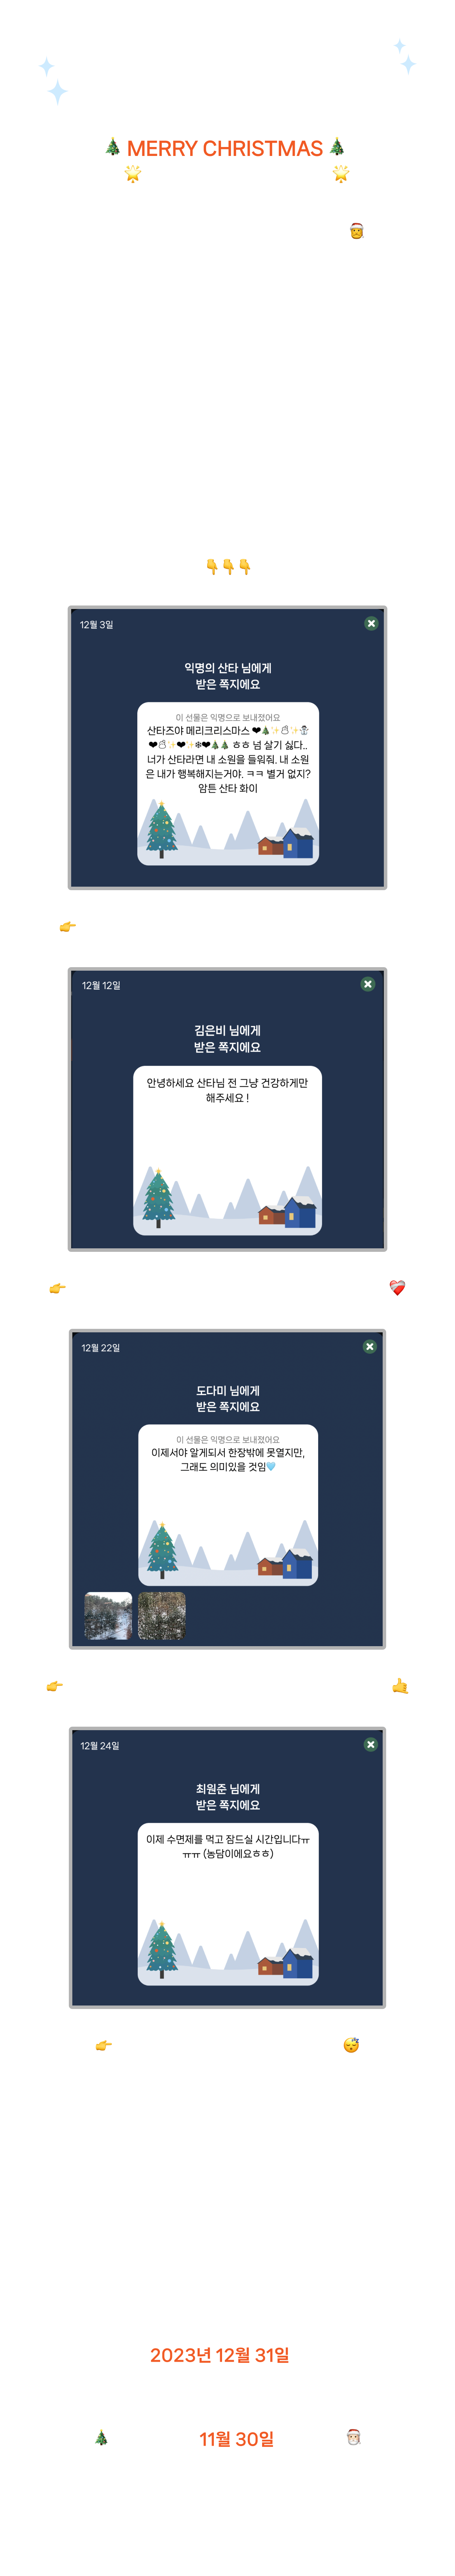 🎄 MERRY CHRISTMAS 🎄
12월 3일
익명의 산타 님에게
받은 쪽지에요
이 선물은 익명으로 보내졌어요
산타즈야 메리크리스마스 ❤🎄✨☃✨⛄
❤☃✨❤✨❄❤🎄🎄 ㅎㅎ 넘 살기 싫다..
너가 산타라면 내 소원을 들워줘. 내 소원
은 내가 행복해지는거야. ㅋㅋ 별거 없지?
암튼 산타 화이
12월 12일
김은비 님에게
받은 쪽지에요
안녕하세요 산타님 전 그냥 건강하게만
해주세요 !
12월 22일
도다미 님에게
받은 쪽지에요
이 선물은 익명으로 보내졌어요
이제서야 알게되서 한장밖에 못열지만,
그래도 의미있을 것임🩵
12월 24일
최원준 님에게
받은 쪽지에요
이제 수면제를 먹고 잠드실 시간입니다ㅠ
ㅠㅠ (농담이에요ㅎㅎ)
2023년 12월 31일
11월 30일